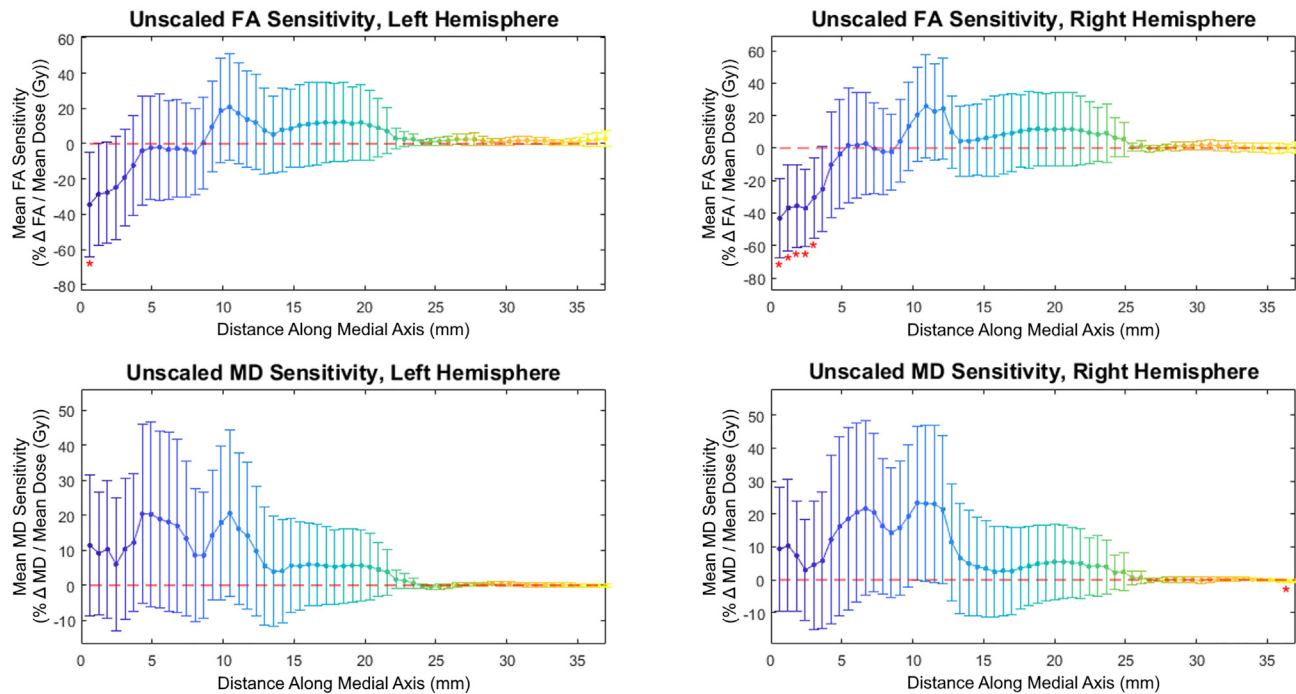 Unscaled FA Sensitivity, Left Hemisphere
Mean FA Sensitivity
(% Δ FA / Mean Dose (Gy))
60
40
20
0
-20
-40
-60
-80
*
0 5 10 15 20 25 30 35
Distance Along Medial Axis (mm)
Unscaled FA Sensitivity, Right Hemisphere
Mean FA Sensitivity
(% Δ FA / Mean Dose (Gy))
60
40
20
0
-20
-40
-60
-80
* * * * *
0 5 10 15 20 25 30 35
Distance Along Medial Axis (mm)
Unscaled MD Sensitivity, Left Hemisphere
Mean MD Sensitivity
(% Δ MD / Mean Dose (Gy))
50
40
30
20
10
0
-10
0 5 10 15 20 25 30 35
Distance Along Medial Axis (mm)
Unscaled MD Sensitivity, Right Hemisphere
Mean MD Sensitivity
(% Δ MD / Mean Dose (Gy))
50
40
30
20
10
0
-10
*
0 5 10 15 20 25 30 35
Distance Along Medial Axis (mm)